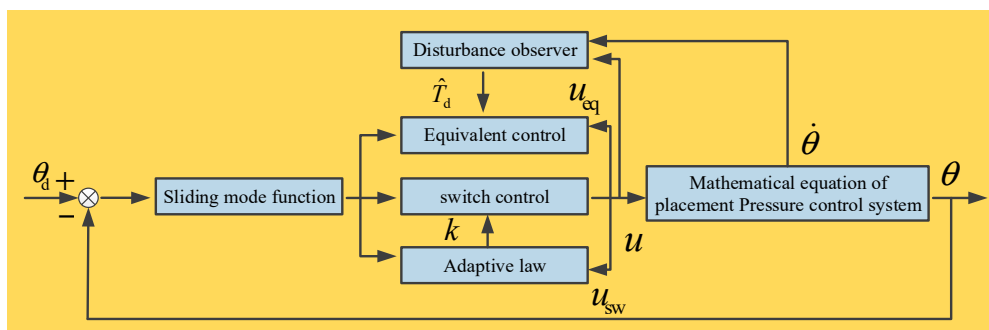 Disturbance observer
T̂d
ueq
Equivalent control
θ̇
θd
+
−
Sliding mode function
switch control
Mathematical equation of
placement Pressure control system
θ
k
u
Adaptive law
usw